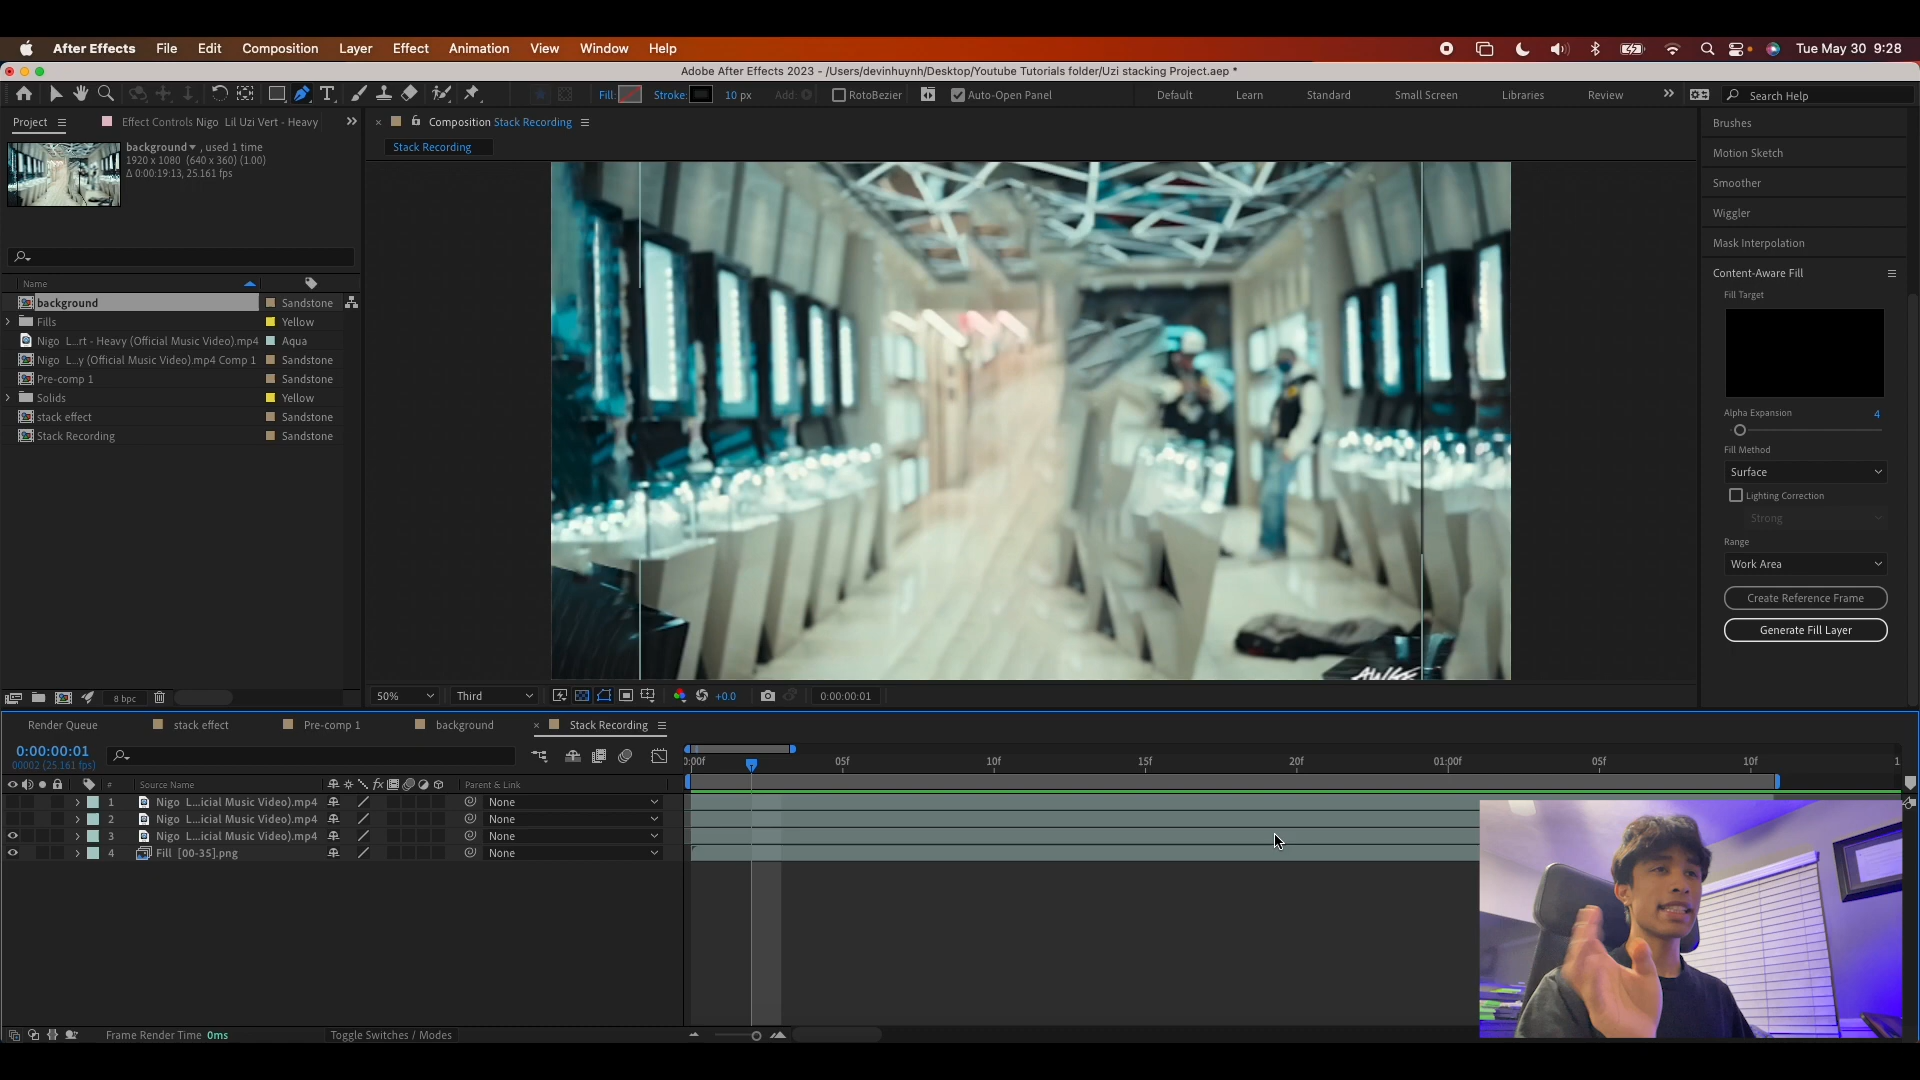 After Effects File Edit Composition Layer Effect Animation View Window Help Tue May 30 9:28
Adobe After Effects 2023 - /Users/devinhuynh/Desktop/Youtube Tutorials folder/Uzi stacking Project.aep *
Fill: Stroke: 10 px Add: RotoBezier Auto-Open Panel Default Learn Standard Small Screen Libraries Review Search Help
Project Effect Controls Nigo Lil Uzi Vert - Heavy
Composition Stack Recording
Stack Recording
background , used 1 time
1920 x 1080 (640 x 360) (1.00)
Δ 0:00:19:13, 25.161 fps
Name
background Sandstone
Fills Yellow
Nigo L...rt - Heavy (Official Music Video).mp4 Aqua
Nigo L...y (Official Music Video).mp4 Comp 1 Sandstone
Pre-comp 1 Sandstone
Solids Yellow
stack effect Sandstone
Stack Recording Sandstone
8 bpc
AWGE
50% Third +0.0 0:00:00:01
Brushes
Motion Sketch
Smoother
Wiggler
Mask Interpolation
Content-Aware Fill
Fill Target
Alpha Expansion 4
Fill Method
Surface
Lighting Correction
Strong
Range
Work Area
Create Reference Frame
Generate Fill Layer
Render Queue stack effect Pre-comp 1 background Stack Recording
0:00:00:01
00002 (25.161 fps)
:00f 05f 10f 15f 20f 01:00f 05f 10f 1
# Source Name fx Parent & Link
1 Nigo L...icial Music Video).mp4 None
2 Nigo L...icial Music Video).mp4 None
3 Nigo L...icial Music Video).mp4 None
4 Fill [00-35].png None
Frame Render Time 0ms Toggle Switches / Modes